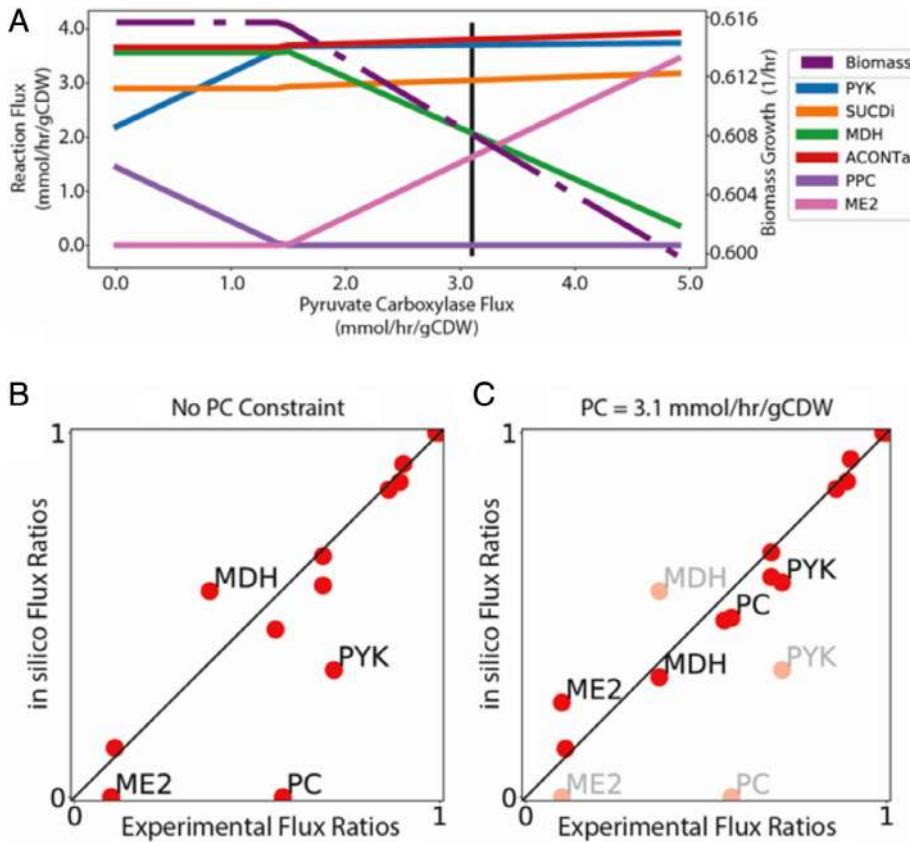 A
Reaction Flux
(mmol/hr/gCDW)
4.0
3.0
2.0
1.0
0.0
0.0 1.0 2.0 3.0 4.0 5.0
Pyruvate Carboxylase Flux
(mmol/hr/gCDW)
0.616
0.612
0.608
0.604
0.600
Biomass Growth (1/hr)
Biomass
PYK
SUCDi
MDH
ACONTa
PPC
ME2
B
No PC Constraint
1
in silico Flux Ratios
MDH
PYK
ME2
PC
0
0 1
Experimental Flux Ratios
C
PC = 3.1 mmol/hr/gCDW
1
in silico Flux Ratios
MDH
PYK
PC
PYK
MDH
ME2
ME2
PC
0
0 1
Experimental Flux Ratios